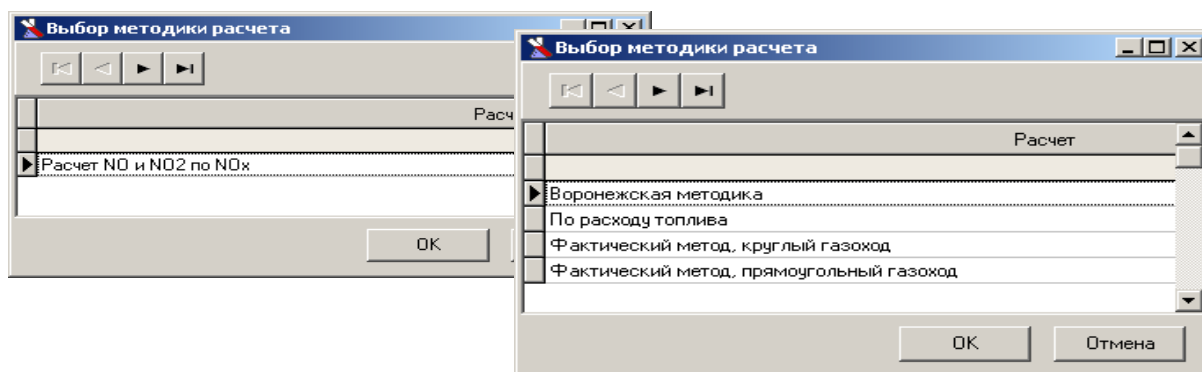 Выбор методики расчета
Расч
Расчет NO и NO2 по NOx
OK
Выбор методики расчета
Расчет
Воронежская методика
По расходу топлива
Фактический метод, круглый газоход
Фактический метод, прямоугольный газоход
OK
Отмена